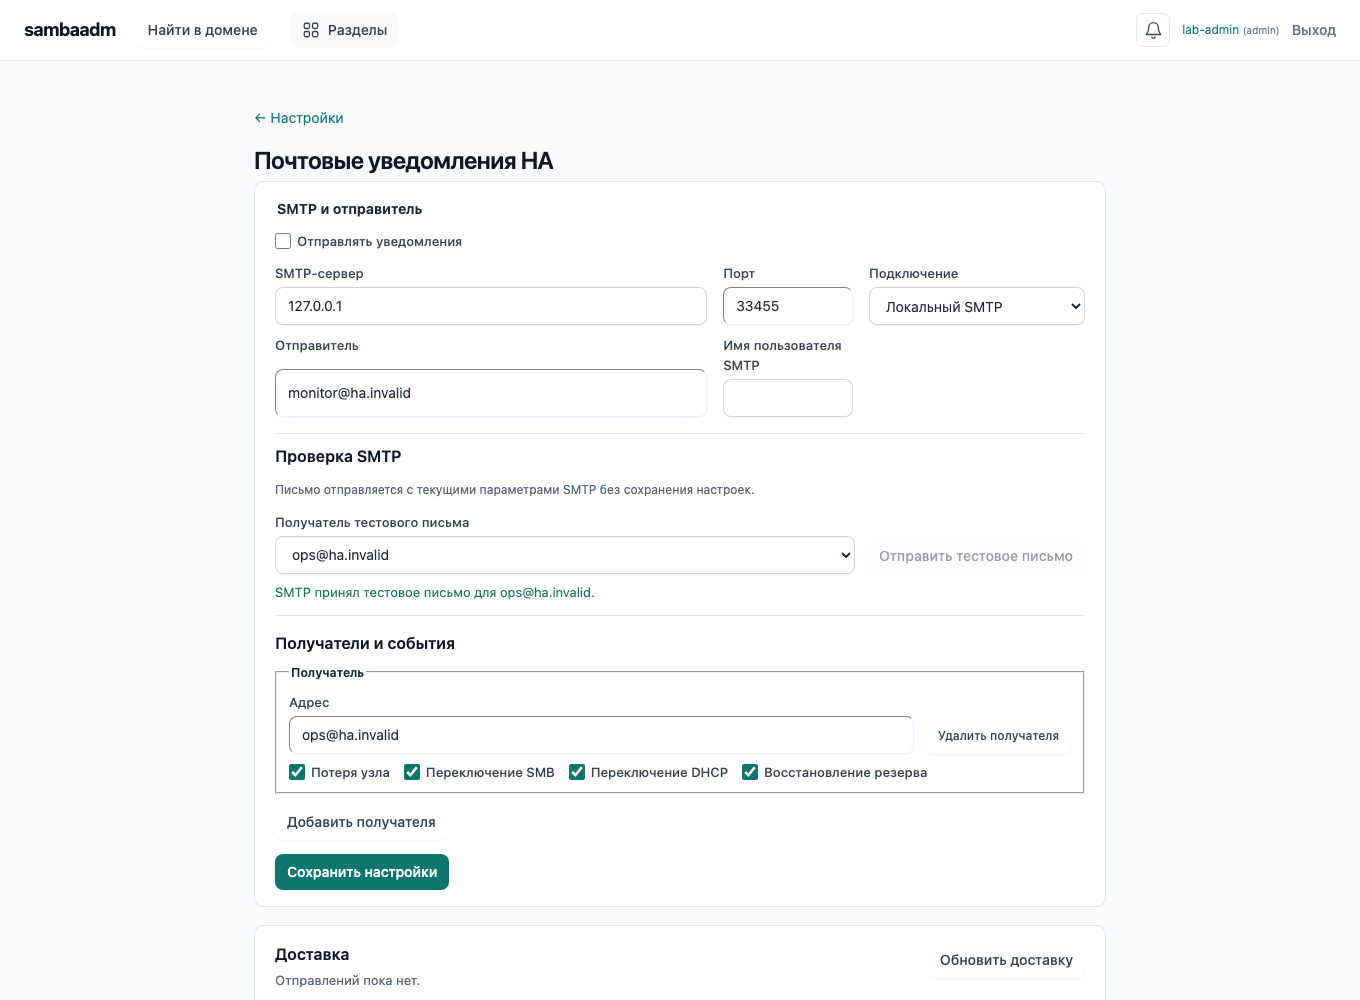 sambaadm
Найти в домене
Разделы
lab-admin (admin)
Выход
← Настройки
Почтовые уведомления HA
SMTP и отправитель
Отправлять уведомления
SMTP-сервер
Порт
Подключение
127.0.0.1
33455
Локальный SMTP
Отправитель
Имя пользователя
SMTP
monitor@ha.invalid
Проверка SMTP
Письмо отправляется с текущими параметрами SMTP без сохранения настроек.
Получатель тестового письма
ops@ha.invalid
Отправить тестовое письмо
SMTP принял тестовое письмо для ops@ha.invalid.
Получатели и события
Получатель
Адрес
ops@ha.invalid
Удалить получателя
Потеря узла
Переключение SMB
Переключение DHCP
Восстановление резерва
Добавить получателя
Сохранить настройки
Доставка
Обновить доставку
Отправлений пока нет.